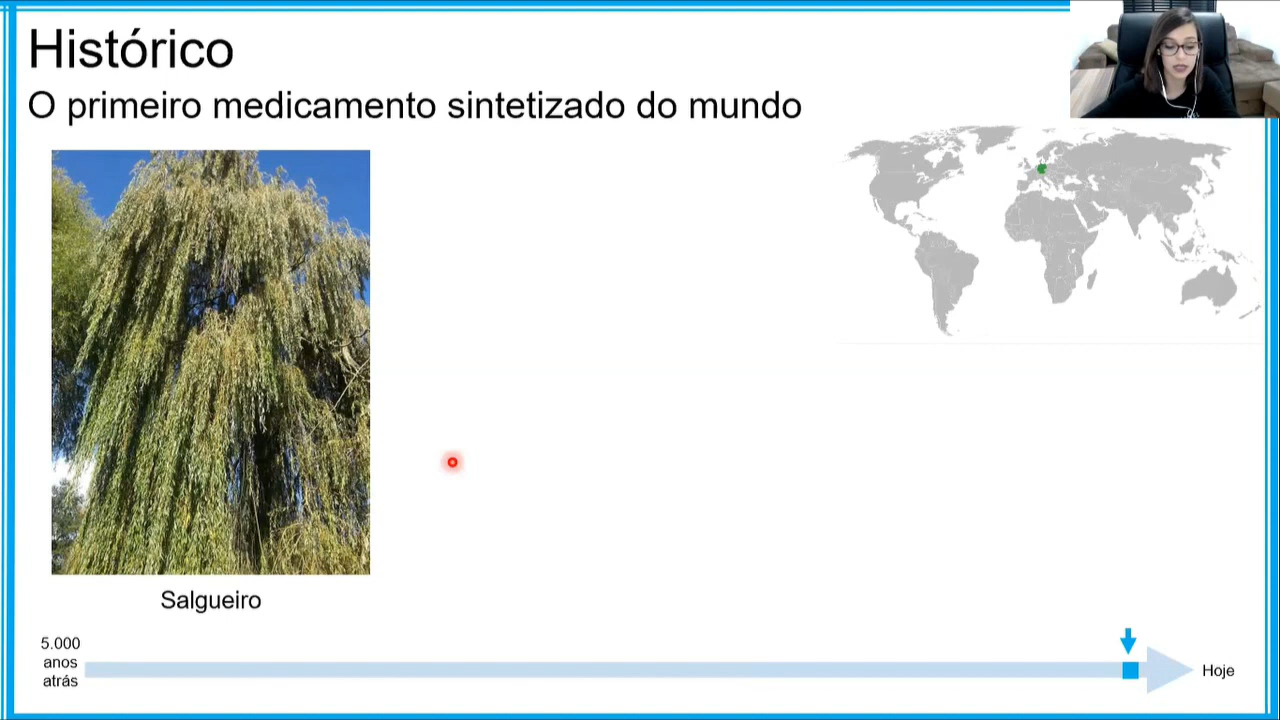 Histórico
O primeiro medicamento sintetizado do mundo
Salgueiro
5.000
anos
atrás
Hoje